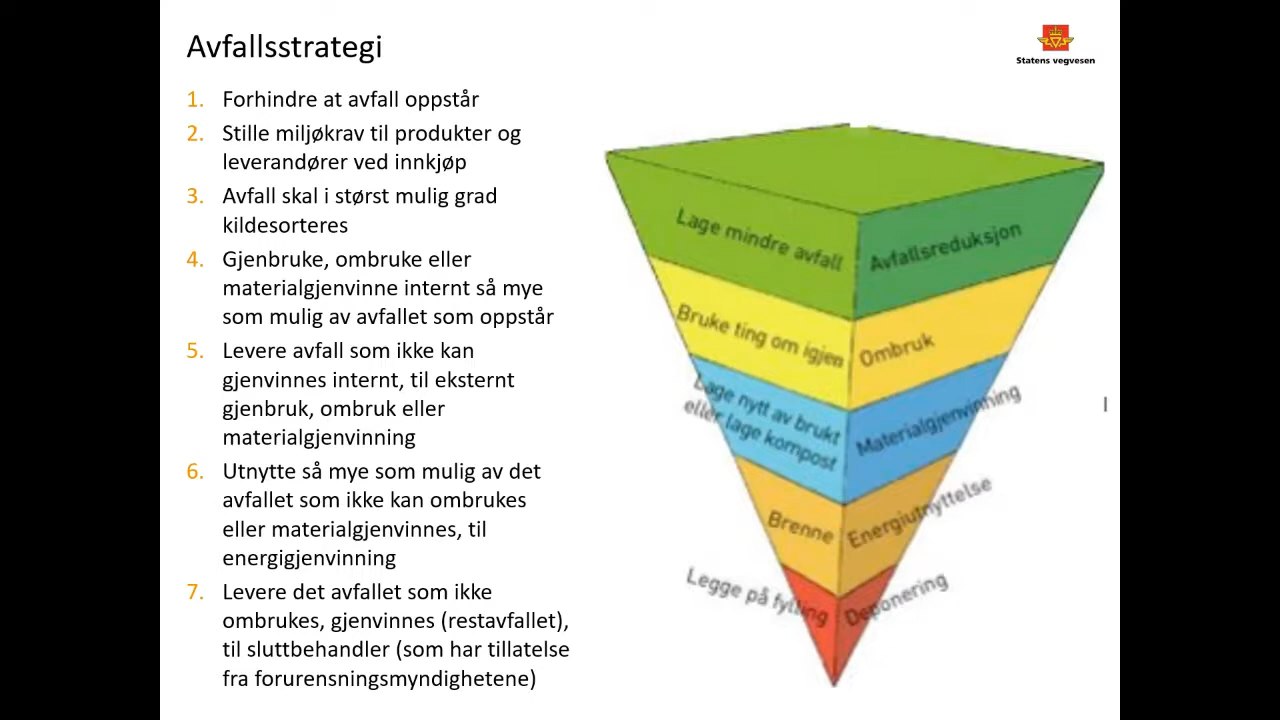 Avfallsstrategi
Statens vegvesen
1. Forhindre at avfall oppstår
2. Stille miljøkrav til produkter og
leverandører ved innkjøp
3. Avfall skal i størst mulig grad
kildesorteres
4. Gjenbruke, ombruke eller
materialgjenvinne internt så mye
som mulig av avfallet som oppstår
5. Levere avfall som ikke kan
gjenvinnes internt, til eksternt
gjenbruk, ombruk eller
materialgjenvinning
6. Utnytte så mye som mulig av det
avfallet som ikke kan ombrukes
eller materialgjenvinnes, til
energigjenvinning
7. Levere det avfallet som ikke
ombrukes, gjenvinnes (restavfallet),
til sluttbehandler (som har tillatelse
fra forurensningsmyndighetene)
Lage mindre avfall
Avfallsreduksjon
Bruke ting om igjen
Ombruk
Lage nytt av brukt
eller lage kompost
Materialgjenvinning
Brenne
Energiutnyttelse
Legge på fylling
Deponering